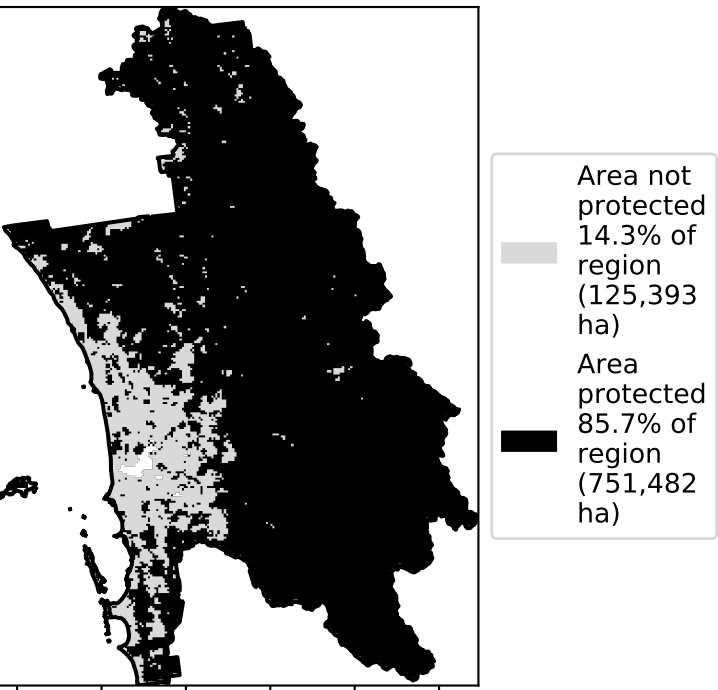 Area not
protected
14.3% of
region
(125,393
ha)
Area
protected
85.7% of
region
(751,482
ha)